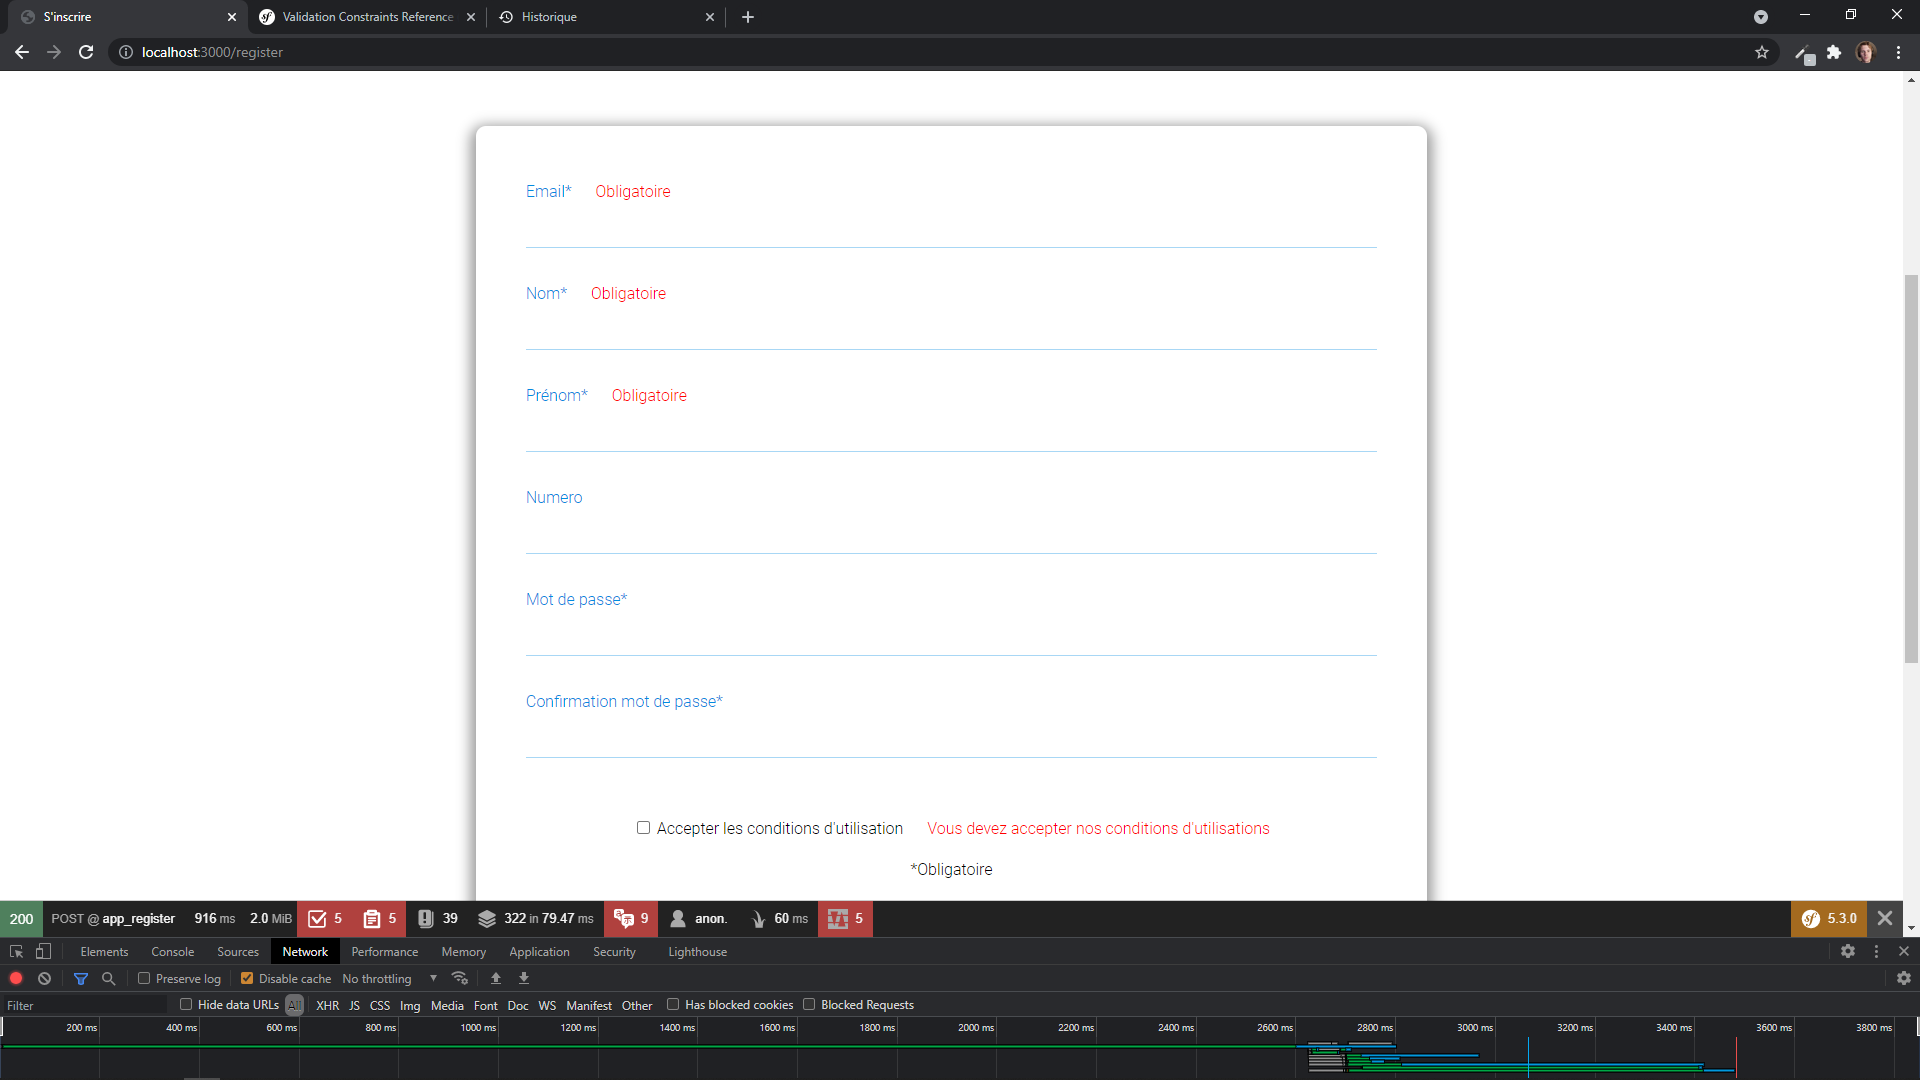 S'inscrire
Validation Constraints Reference
Historique
localhost:3000/register
Email* Obligatoire
Nom* Obligatoire
Prénom* Obligatoire
Numero
Mot de passe*
Confirmation mot de passe*
Accepter les conditions d'utilisation Vous devez accepter nos conditions d'utilisations
*Obligatoire
200 POST @ app_register 916 ms 2.0 MiB 5 5 39 322 in 79.47 ms 9 anon. 60 ms 5 sf 5.3.0
Elements Console Sources Network Performance Memory Application Security Lighthouse
Preserve log Disable cache No throttling
Filter Hide data URLs All XHR JS CSS Img Media Font Doc WS Manifest Other Has blocked cookies Blocked Requests
200 ms 400 ms 600 ms 800 ms 1000 ms 1200 ms 1400 ms 1600 ms 1800 ms 2000 ms 2200 ms 2400 ms 2600 ms 2800 ms 3000 ms 3200 ms 3400 ms 3600 ms 3800 ms